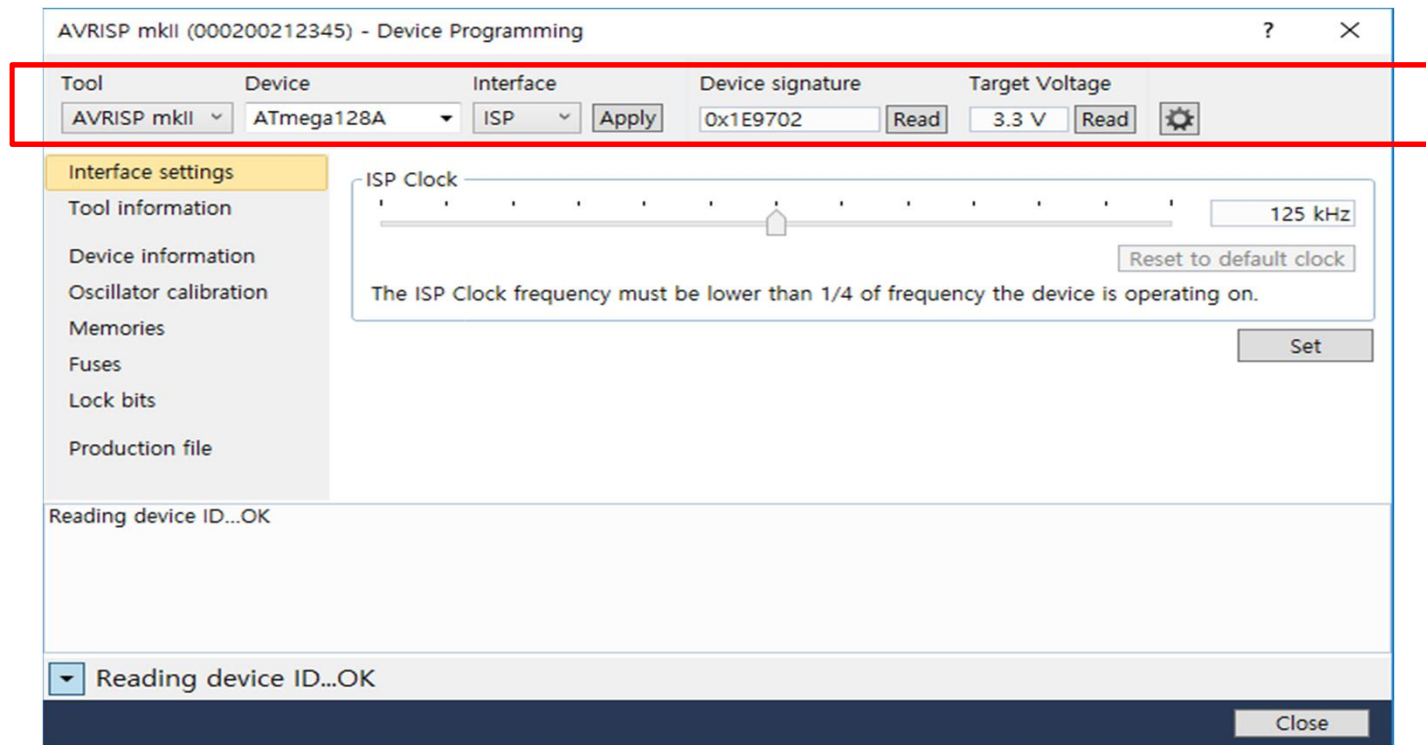 AVRISP mkII (000200212345) - Device Programming ?
Tool Device Interface Device signature Target Voltage
AVRISP mkII ATmega128A ISP Apply 0x1E9702 Read 3.3 V Read
Interface settings
Tool information
Device information
Oscillator calibration
Memories
Fuses
Lock bits
Production file
ISP Clock
125 kHz
Reset to default clock
The ISP Clock frequency must be lower than 1/4 of frequency the device is operating on.
Set
Reading device ID...OK
Reading device ID...OK
Close